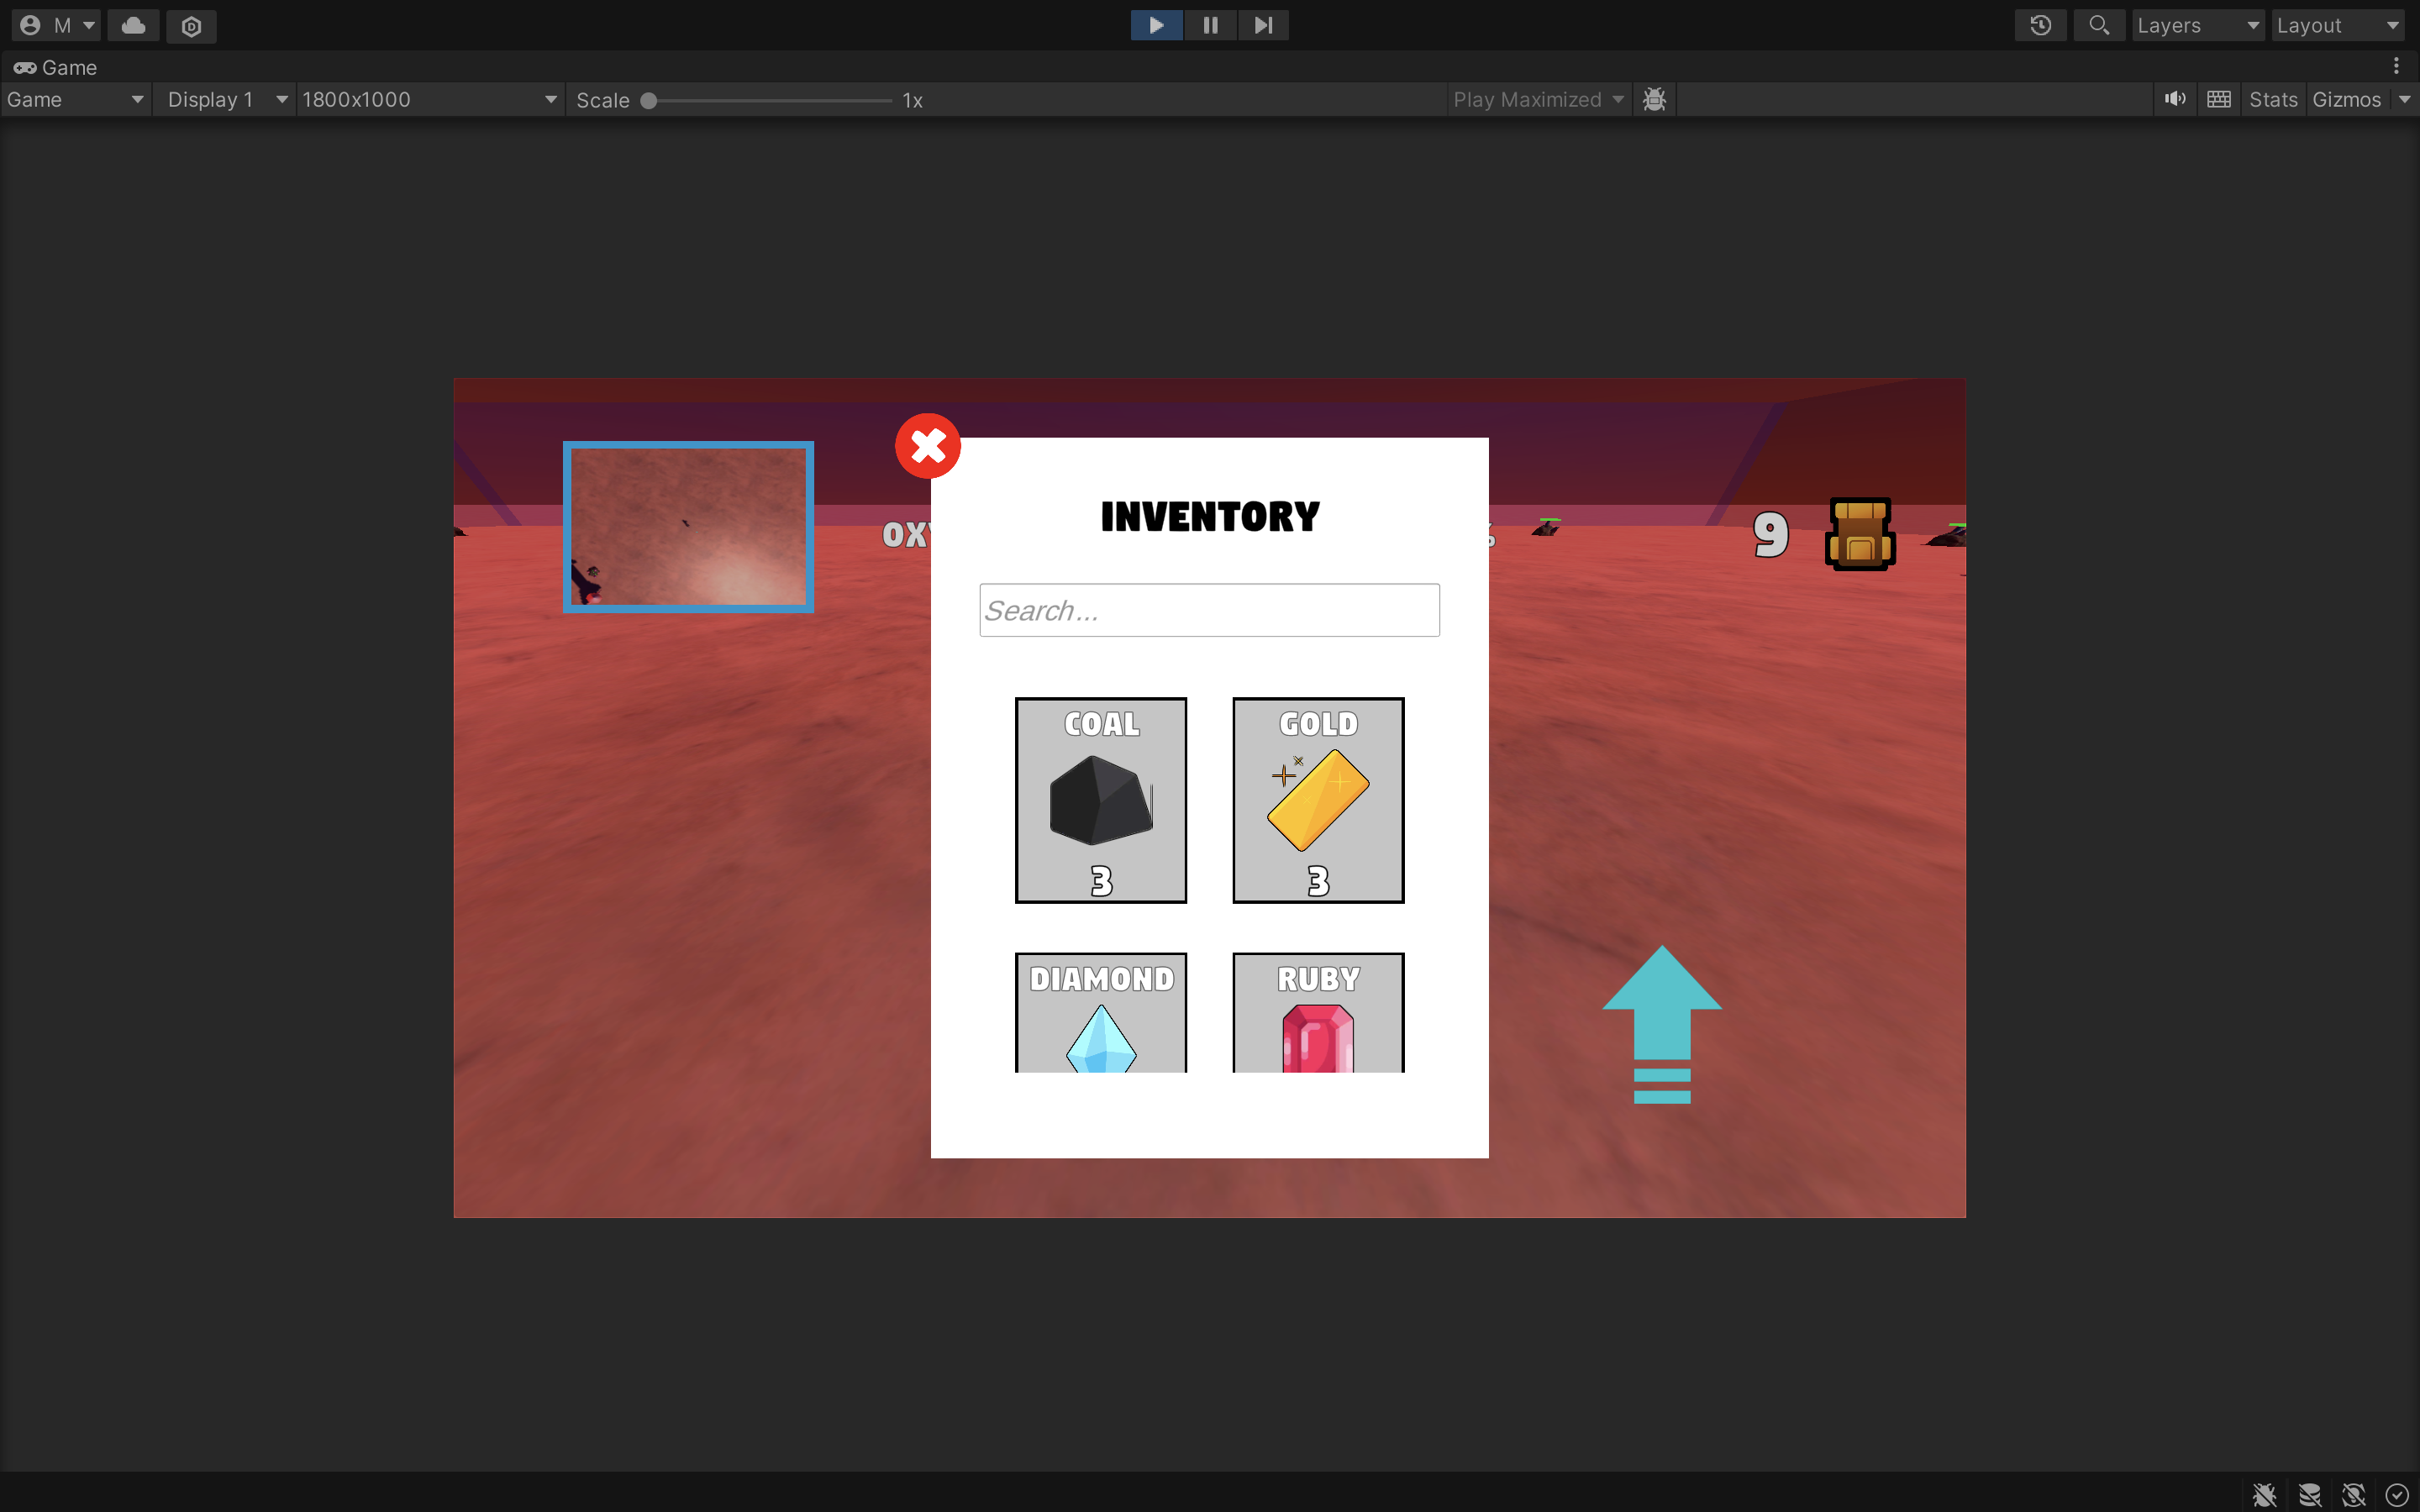 M
Layers
Layout
Game
Game
Display 1
1800x1000
Scale
1x
Play Maximized
Stats
Gizmos
INVENTORY
9
Search...
COAL
GOLD
3
3
DIAMOND
RUBY